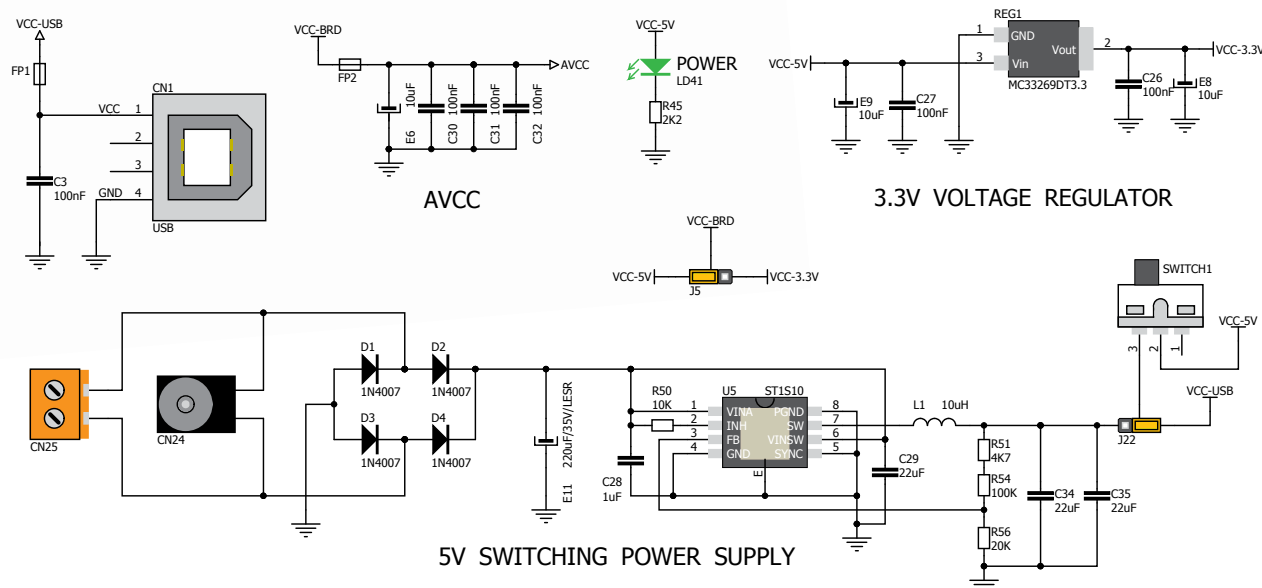 VCC-USB
FP1
CN1
VCC 1
2
3
GND 4
C3
100nF
USB
VCC-BRD
FP2
AVCC
E6 10uF
C30 100nF
C31 100nF
C32 100nF
AVCC
VCC-5V
POWER
LD41
R45
2K2
REG1
1 GND
Vout 2
3 Vin
MC33269DT3.3
VCC-5V
VCC-3.3V
E9
10uF
C27
100nF
C26
100nF
E8
10uF
3.3V VOLTAGE REGULATOR
VCC-BRD
VCC-5V
VCC-3.3V
J5
SWITCH1
3 2 1
VCC-5V
VCC-USB
J22
CN25
CN24
D1
1N4007
D2
1N4007
D3
1N4007
D4
1N4007
E11 220uF/35V/LESR
R50
10K
C28
1uF
U5 ST1S10
1 VINA PGND 8
2 INH SW 7
3 FB VINSW 6
4 GND SYNC 5
E
C29
22uF
L1 10uH
R51
4K7
R54
100K
R56
20K
C34
22uF
C35
22uF
5V SWITCHING POWER SUPPLY